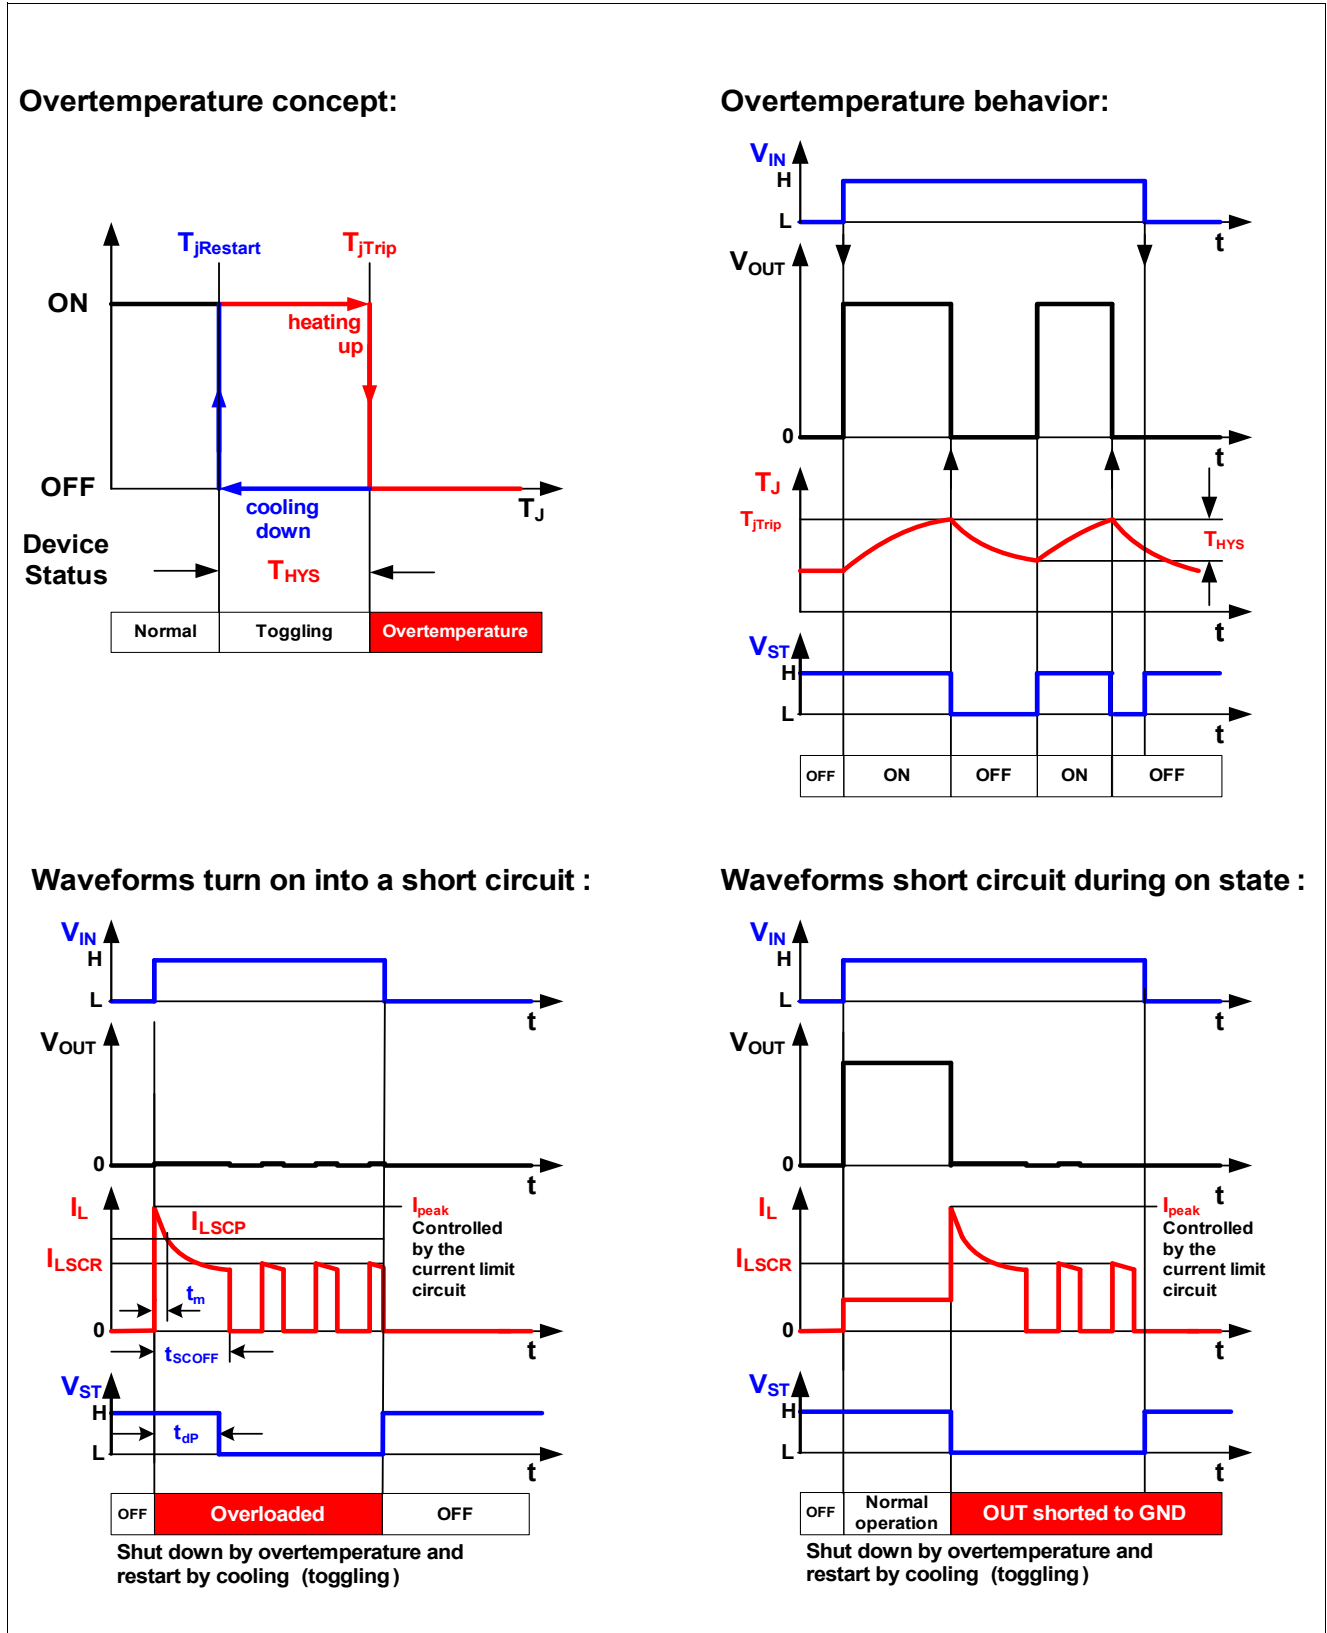 Overtemperature concept:
TjRestart
TjTrip
ON
heating
up
OFF
cooling
down
TJ
Device
Status
THYS
Normal
Toggling
Overtemperature
Overtemperature behavior:
VIN
H
L
t
VOUT
0
t
TJ
TjTrip
THYS
t
VST
H
L
t
OFF
ON
OFF
ON
OFF
Waveforms turn on into a short circuit :
VIN
H
L
t
VOUT
0
t
IL
Ipeak
ILSCP
Controlled
by the
current limit
circuit
ILSCR
tm
0
t
tSCOFF
VST
H
tdP
L
t
OFF
Overloaded
OFF
Shut down by overtemperature and
restart by cooling (toggling)
Waveforms short circuit during on state :
VIN
H
L
t
VOUT
0
t
IL
Ipeak
Controlled
by the
current limit
circuit
ILSCR
0
t
VST
H
L
t
OFF
Normal
operation
OUT shorted to GND
Shut down by overtemperature and
restart by cooling (toggling)